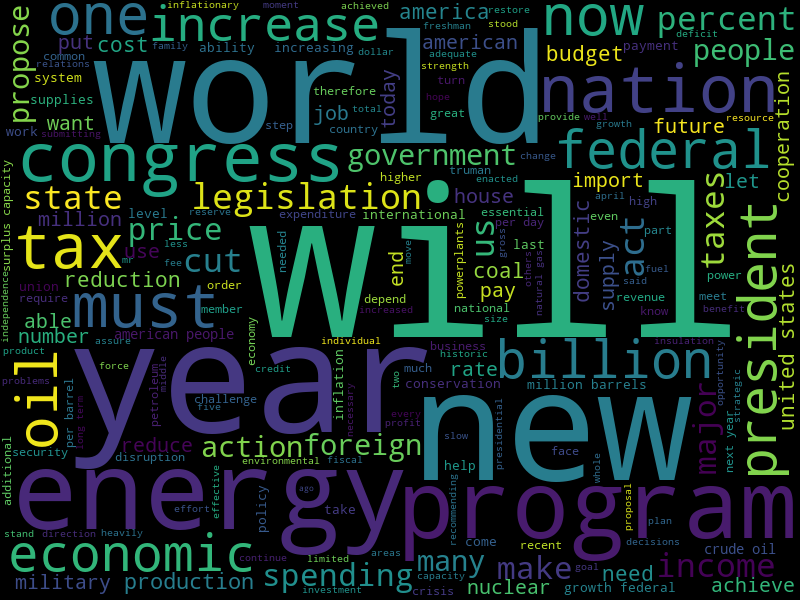 inflationary moment achieved restore
propose one increase america stood freshman now percent
family ability increasing dollar adequate deficit
common put cost american budget payment people
relations system strength
world nation
supplies therefore turn hope provide well resource
want job total today great growth future
work submitting step country truman change
congress government federal cooperation
state legislation higher house import let
million level expenditure international enacted essential april even high
independence surplus capacity tax price reserve less needed will us per day last domestic act part taxes president
use mr fee cut end powerplants coal others gross natural gas supply fuel power
union reduction order depend pay said revenue meet
require must member national size know benefit
able number american people economy increased move
product assure individual business insulation
year force credit historic rate billion united states
oil problems middle petroleum inflation much conservation million barrels opportunity strategic
per barrel long term challenge five necessary two new major
reduce action foreign every profit slow presidential face next year
security disruption environmental fiscal help whole
additional energy program
effective ago policy take recommending proposal plan
stand direction heavily effort come recent decisions
economic continue limited areas many make goal need crude oil income
military production spending capacity nuclear growth federal achieve
investment crisis